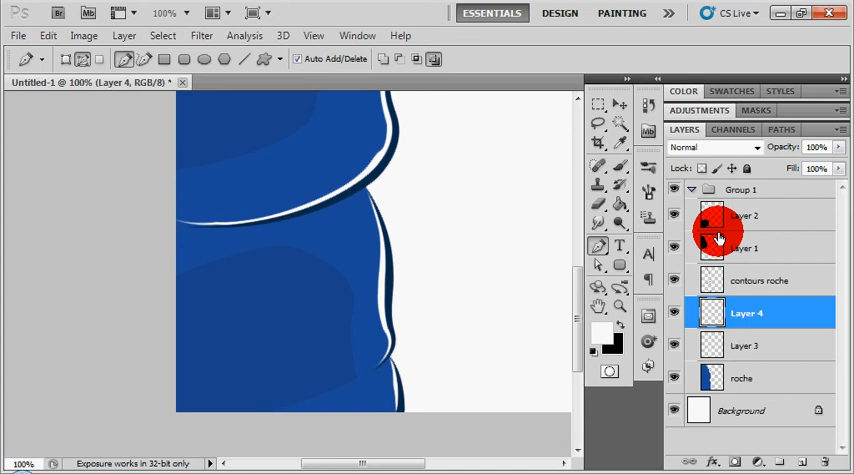 Ps Br Mb 100% ESSENTIALS DESIGN PAINTING CS Live
File Edit Image Layer Select Filter Analysis 3D View Window Help
Auto Add/Delete
Untitled-1 @ 100% (Layer 4, RGB/8) *
COLOR SWATCHES STYLES
ADJUSTMENTS MASKS
LAYERS CHANNELS PATHS
Normal Opacity: 100%
Lock: Fill: 100%
Group 1
Layer 2
Layer 1
contours roche
Layer 4
Layer 3
roche
Background
100% Exposure works in 32-bit only